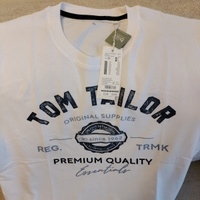 TOM TAILOR
ORIGINAL SUPPLIES
REG. TRMK
PREMIUM QUALITY
Essentials